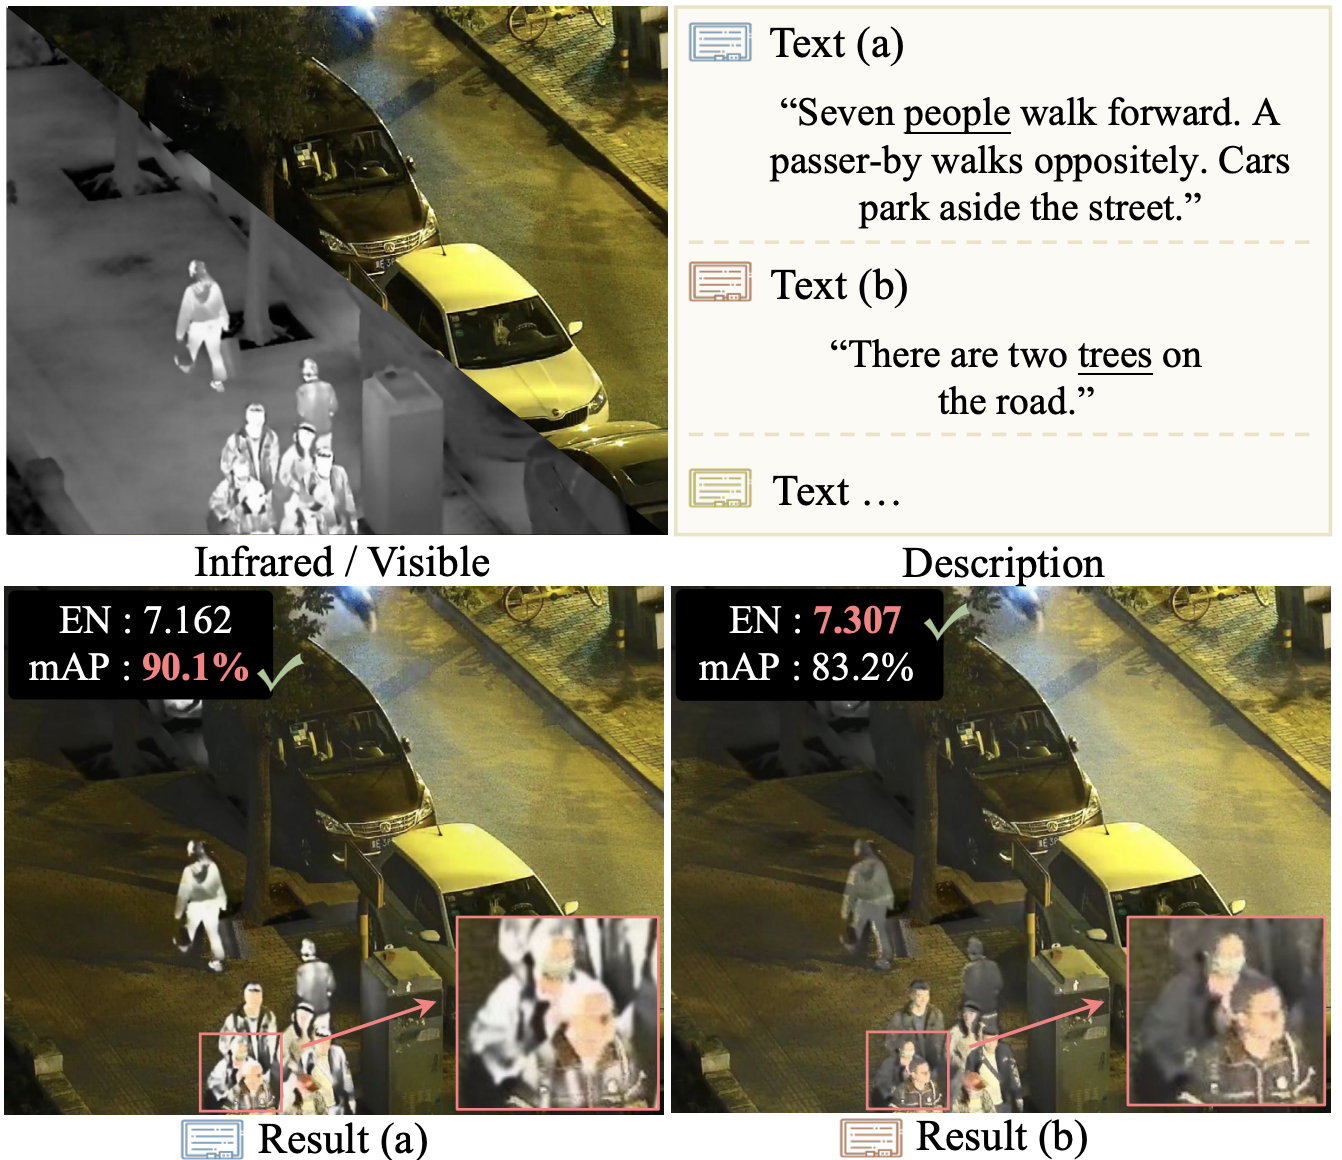 Text (a)
“Seven people walk forward. A
passer-by walks oppositely. Cars
park aside the street.”
Text (b)
“There are two trees on
the road.”
Text …
Infrared / Visible
Description
EN : 7.162
mAP : 90.1%
EN : 7.307
mAP : 83.2%
Result (a)
Result (b)